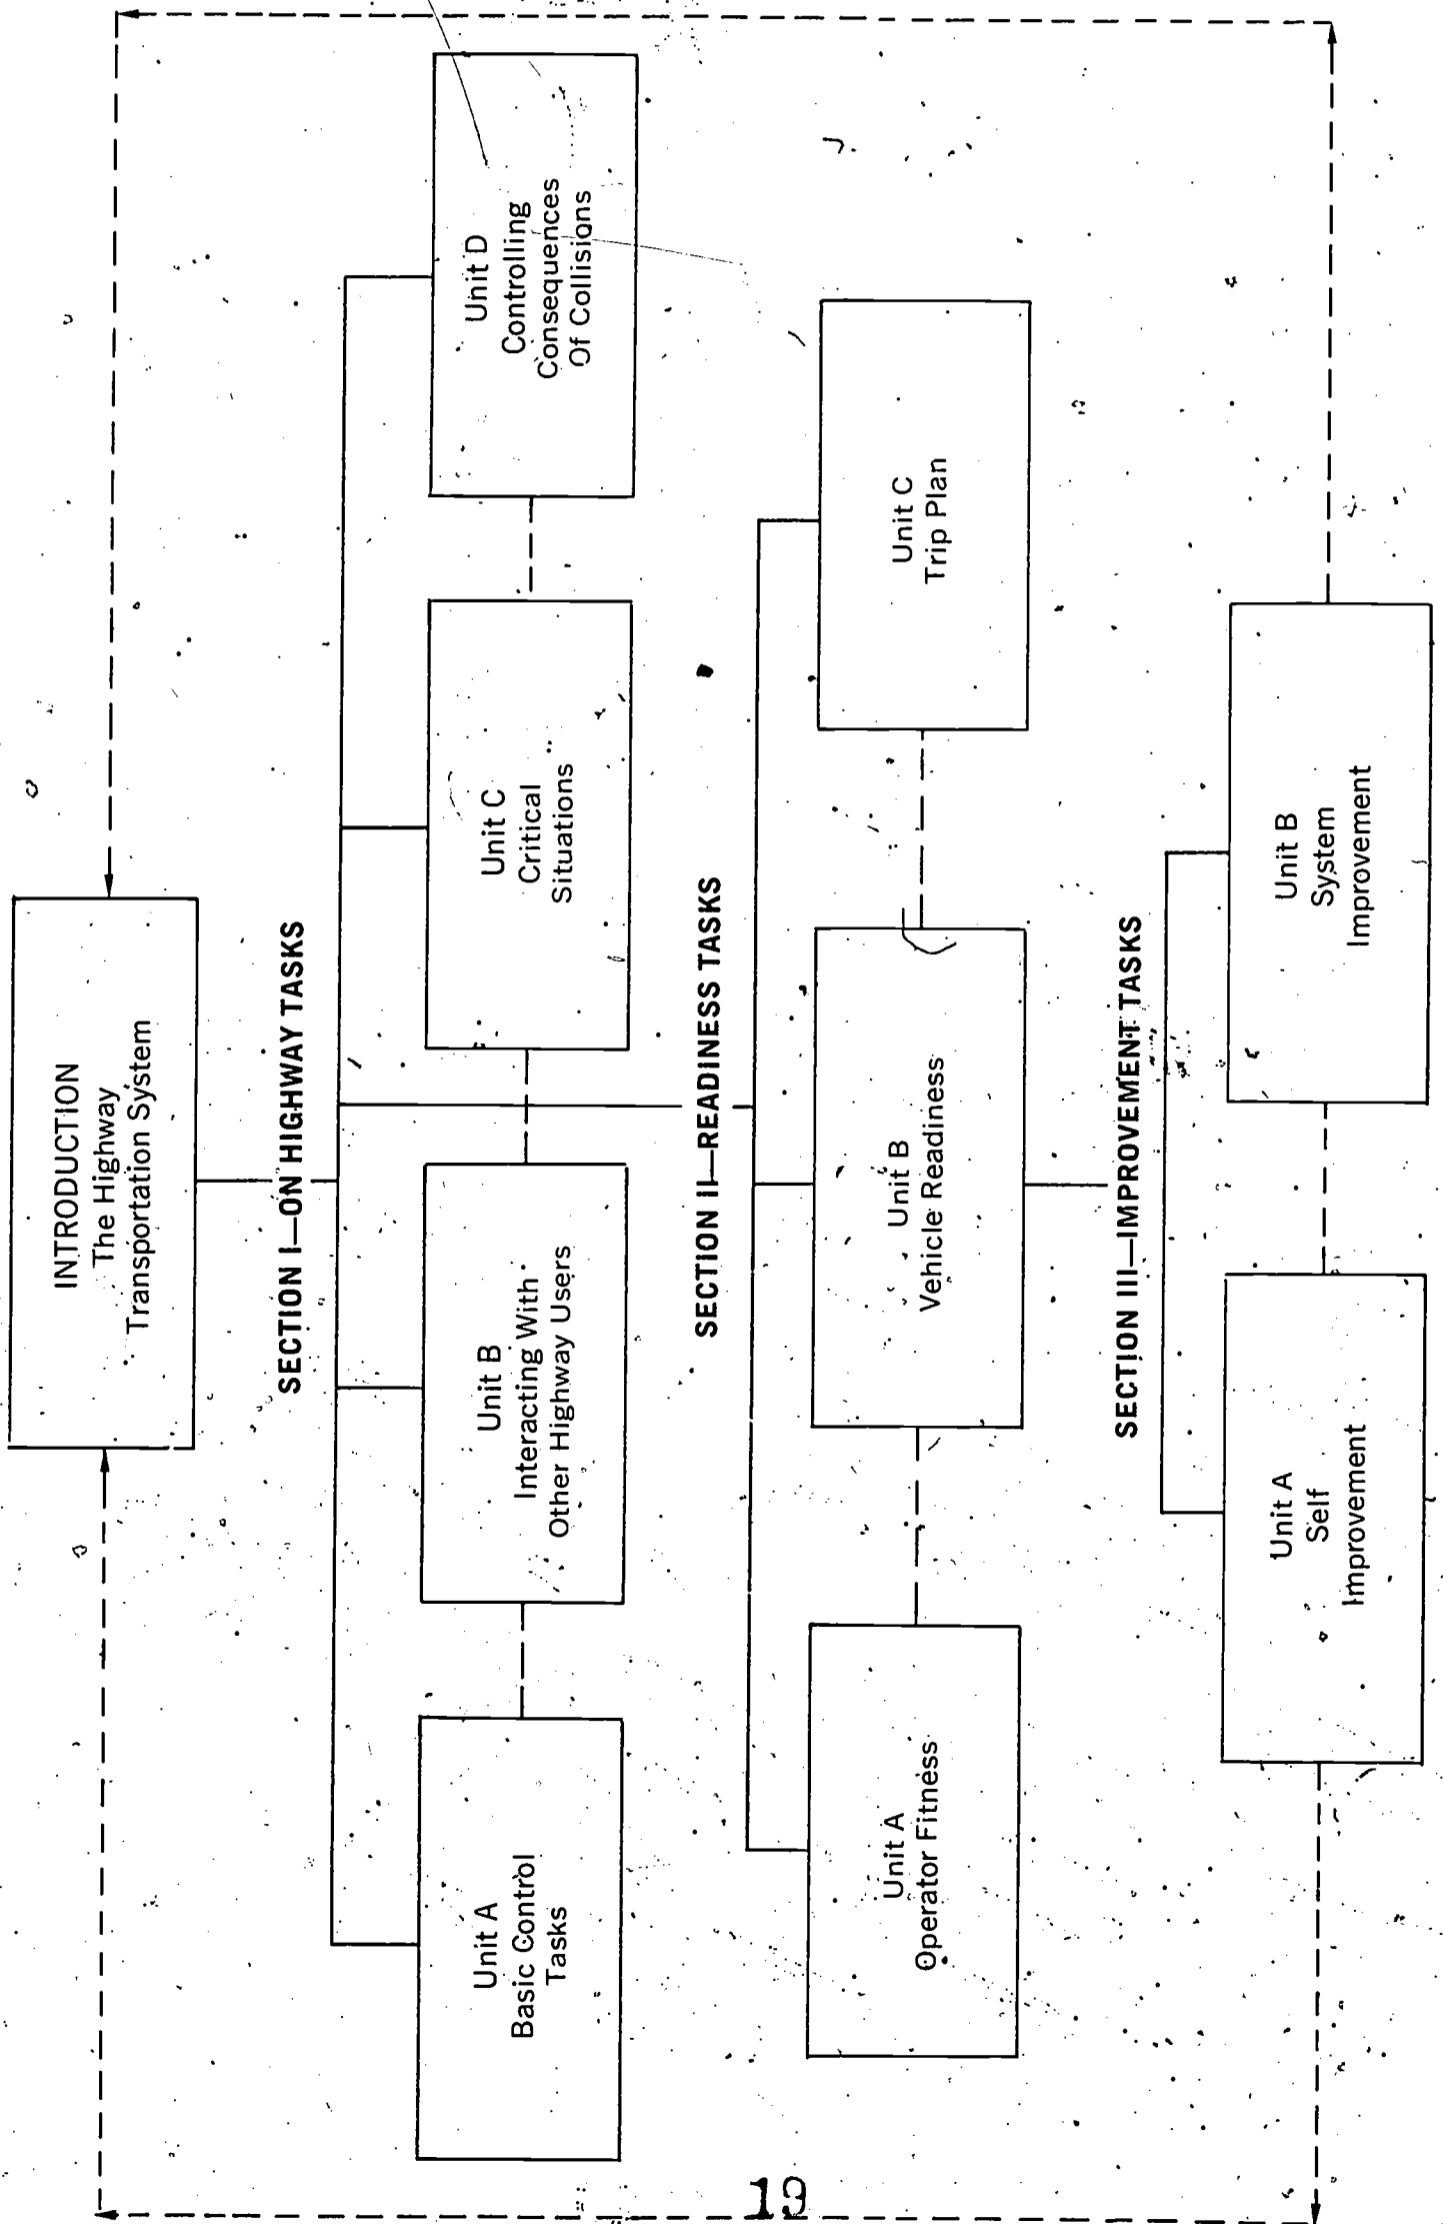 INTRODUCTION
The Highway
Transportation System
SECTION I—ON HIGHWAY TASKS
Unit A
Basic Control
Tasks
Unit B
Interacting With
Other Highway Users
Unit C
Critical
Situations
Unit D
Controlling
Consequences
Of Collisions
SECTION II—READINESS TASKS
Unit A
Operator Fitness
Unit B
Vehicle Readiness
Unit C
Trip Plan
SECTION III—IMPROVEMENT TASKS
Unit A
Self
Improvement
Unit B
System
Improvement
13